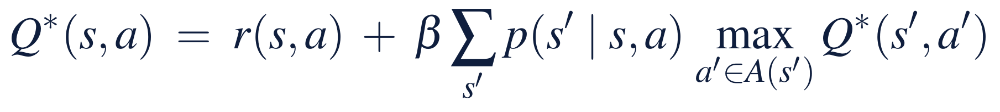 Q*(s,a) = r(s,a) + β∑_{s′} p(s′ | s,a) max_{a′∈A(s′)} Q*(s′,a′)